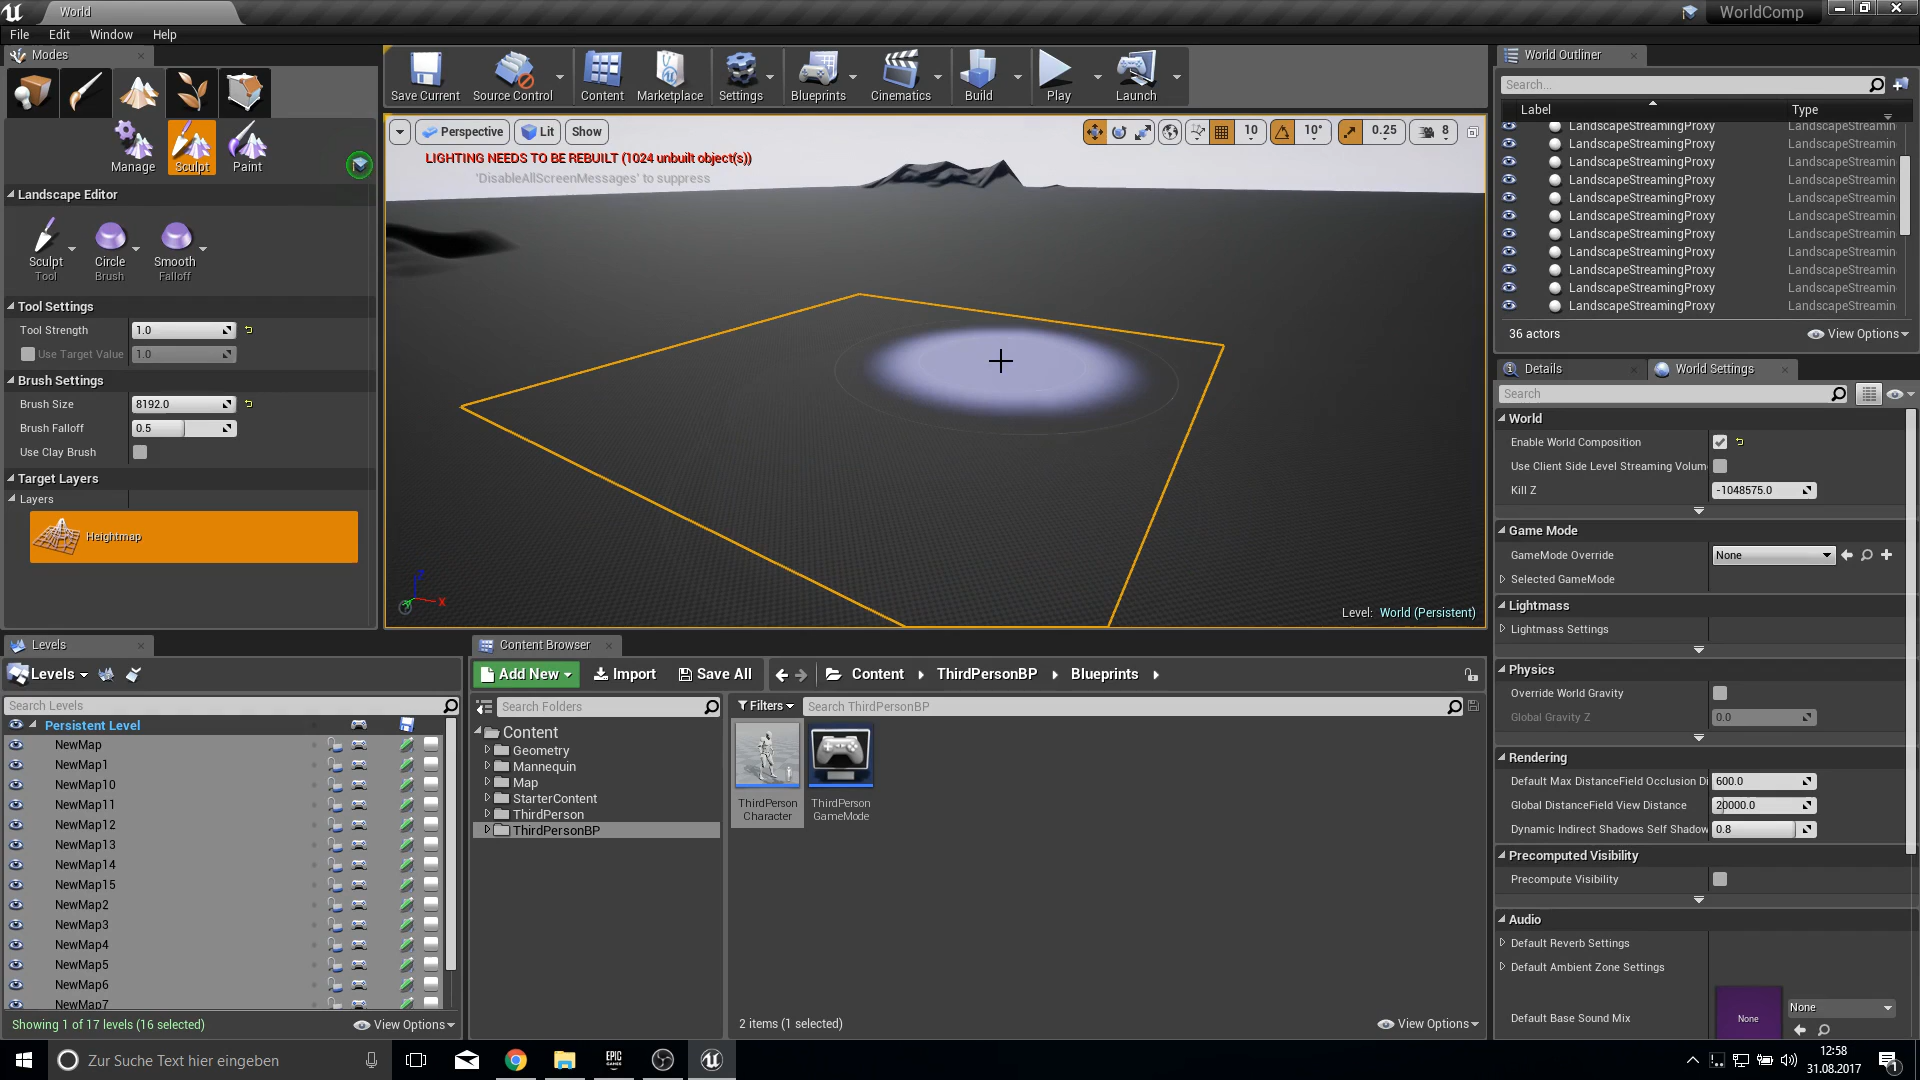 World
WorldComp
File Edit Window Help
Modes
Manage Sculpt Paint
Landscape Editor
Sculpt Circle Smooth
Tool Brush Falloff
Tool Settings
Tool Strength 1.0
Use Target Value 1.0
Brush Settings
Brush Size 8192.0
Brush Falloff 0.5
Use Clay Brush
Target Layers
Layers
Heightmap
Save Current Source Control Content Marketplace Settings Blueprints Cinematics Build Play Launch
Perspective Lit Show 10 10° 0.25 8
LIGHTING NEEDS TO BE REBUILT (1024 unbuilt object(s))
'DisableAllScreenMessages' to suppress
X
Level: World (Persistent)
World Outliner
Search...
Label Type
LandscapeStreamingProxy LandscapeStreamin
LandscapeStreamingProxy LandscapeStreamin
LandscapeStreamingProxy LandscapeStreamin
LandscapeStreamingProxy LandscapeStreamin
LandscapeStreamingProxy LandscapeStreamin
LandscapeStreamingProxy LandscapeStreamin
LandscapeStreamingProxy LandscapeStreamin
LandscapeStreamingProxy LandscapeStreamin
LandscapeStreamingProxy LandscapeStreamin
LandscapeStreamingProxy LandscapeStreamin
LandscapeStreamingProxy LandscapeStreamin
36 actors View Options
Details World Settings
Search
World
Enable World Composition
Use Client Side Level Streaming Volum
Kill Z -1048575.0
Game Mode
GameMode Override None
Selected GameMode
Lightmass
Lightmass Settings
Physics
Override World Gravity
Global Gravity Z 0.0
Rendering
Default Max DistanceField Occlusion Di 600.0
Global DistanceField View Distance 20000.0
Dynamic Indirect Shadows Self Shadow 0.8
Precomputed Visibility
Precompute Visibility
Audio
Default Reverb Settings
Default Ambient Zone Settings
Default Base Sound Mix None None
Levels
Levels
Search Levels
Persistent Level
NewMap
NewMap1
NewMap10
NewMap11
NewMap12
NewMap13
NewMap14
NewMap15
NewMap2
NewMap3
NewMap4
NewMap5
NewMap6
NewMap7
Showing 1 of 17 levels (16 selected) View Options
Content Browser
Add New Import Save All Content ThirdPersonBP Blueprints
Search Folders
Filters Search ThirdPersonBP
Content
Geometry
Mannequin
Map
StarterContent
ThirdPerson
ThirdPersonBP
ThirdPerson
Character
ThirdPerson
GameMode
2 items (1 selected) View Options
Zur Suche Text hier eingeben
EPIC
GAMES
12:58
31.08.2017
1